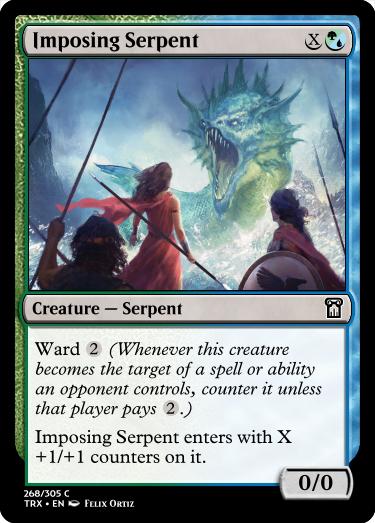 Imposing Serpent X
Creature — Serpent
Ward 2 (Whenever this creature
becomes the target of a spell or ability
an opponent controls, counter it unless
that player pays 2.)
Imposing Serpent enters with X
+1/+1 counters on it.
0/0
268/305 C
TRX • EN Felix Ortiz